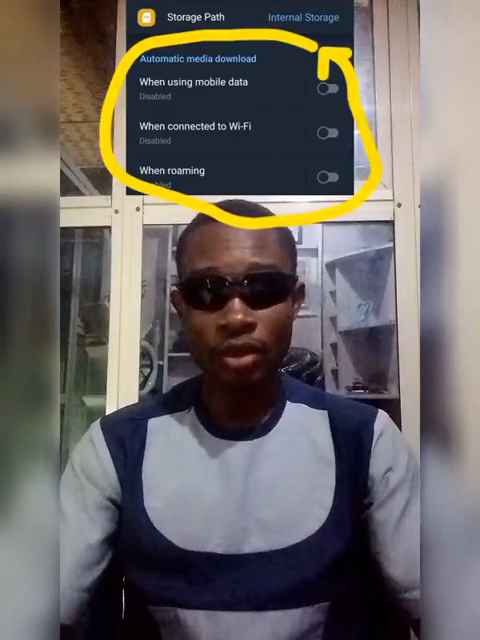 Storage Path Internal Storage
Automatic media download
When using mobile data
Disabled
When connected to Wi-Fi
Disabled
When roaming